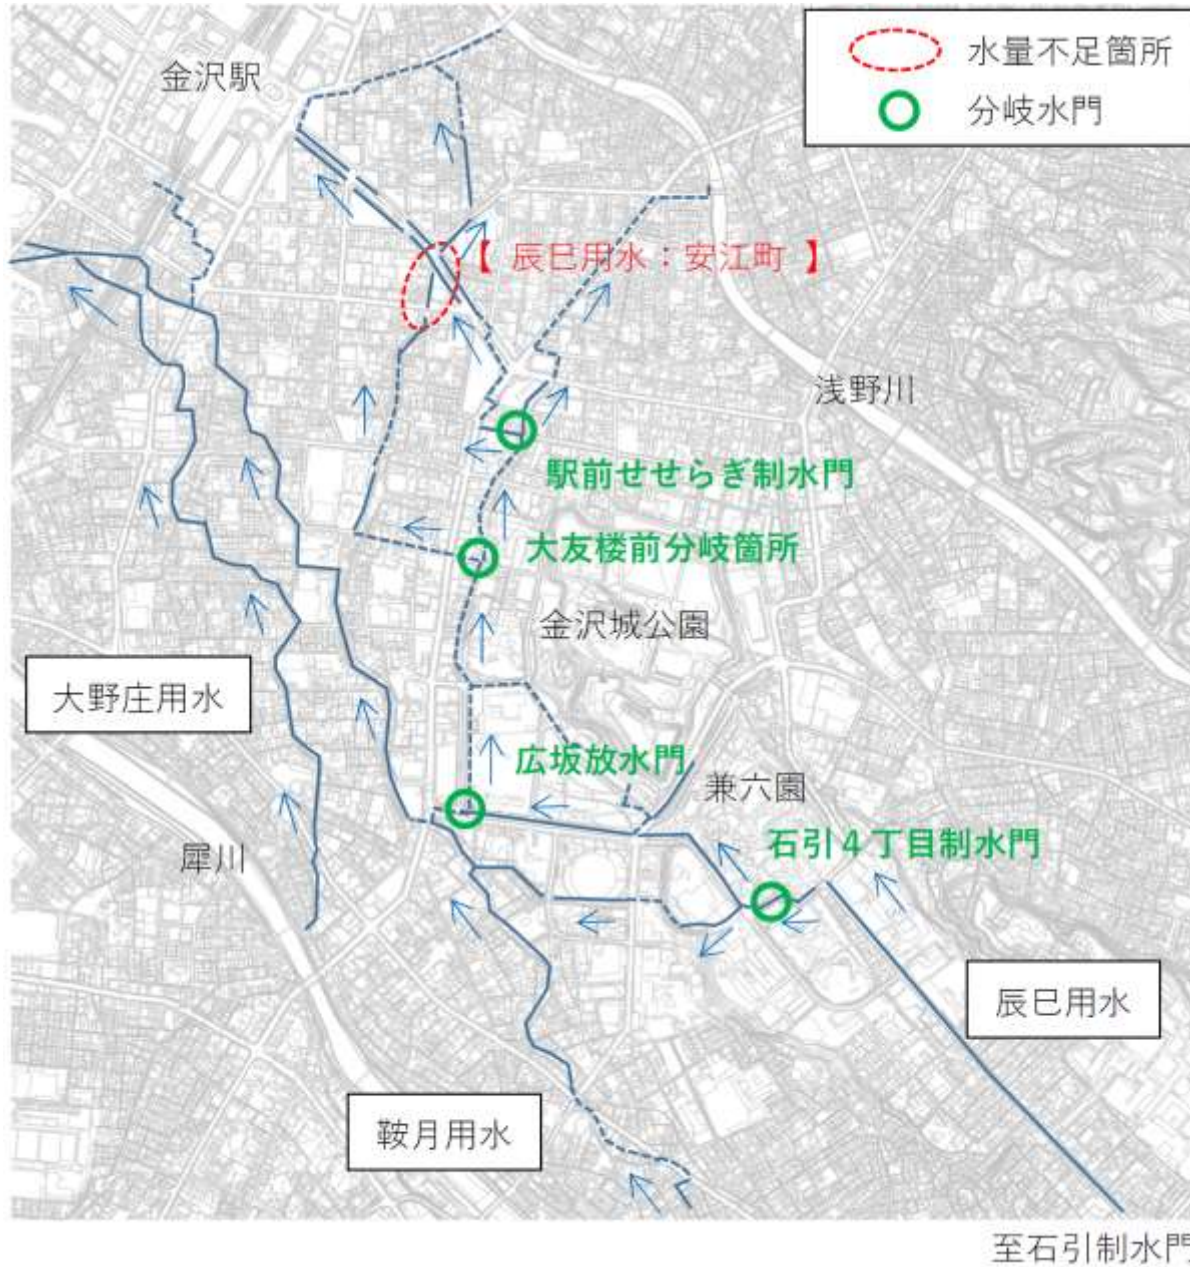 水量不足箇所
分岐水門
金沢駅
【 辰巳用水：安江町 】
浅野川
駅前せせらぎ制水門
大友楼前分岐箇所
金沢城公園
大野庄用水
広坂放水門
兼六園
石引４丁目制水門
犀川
辰巳用水
鞍月用水
至石引制水門